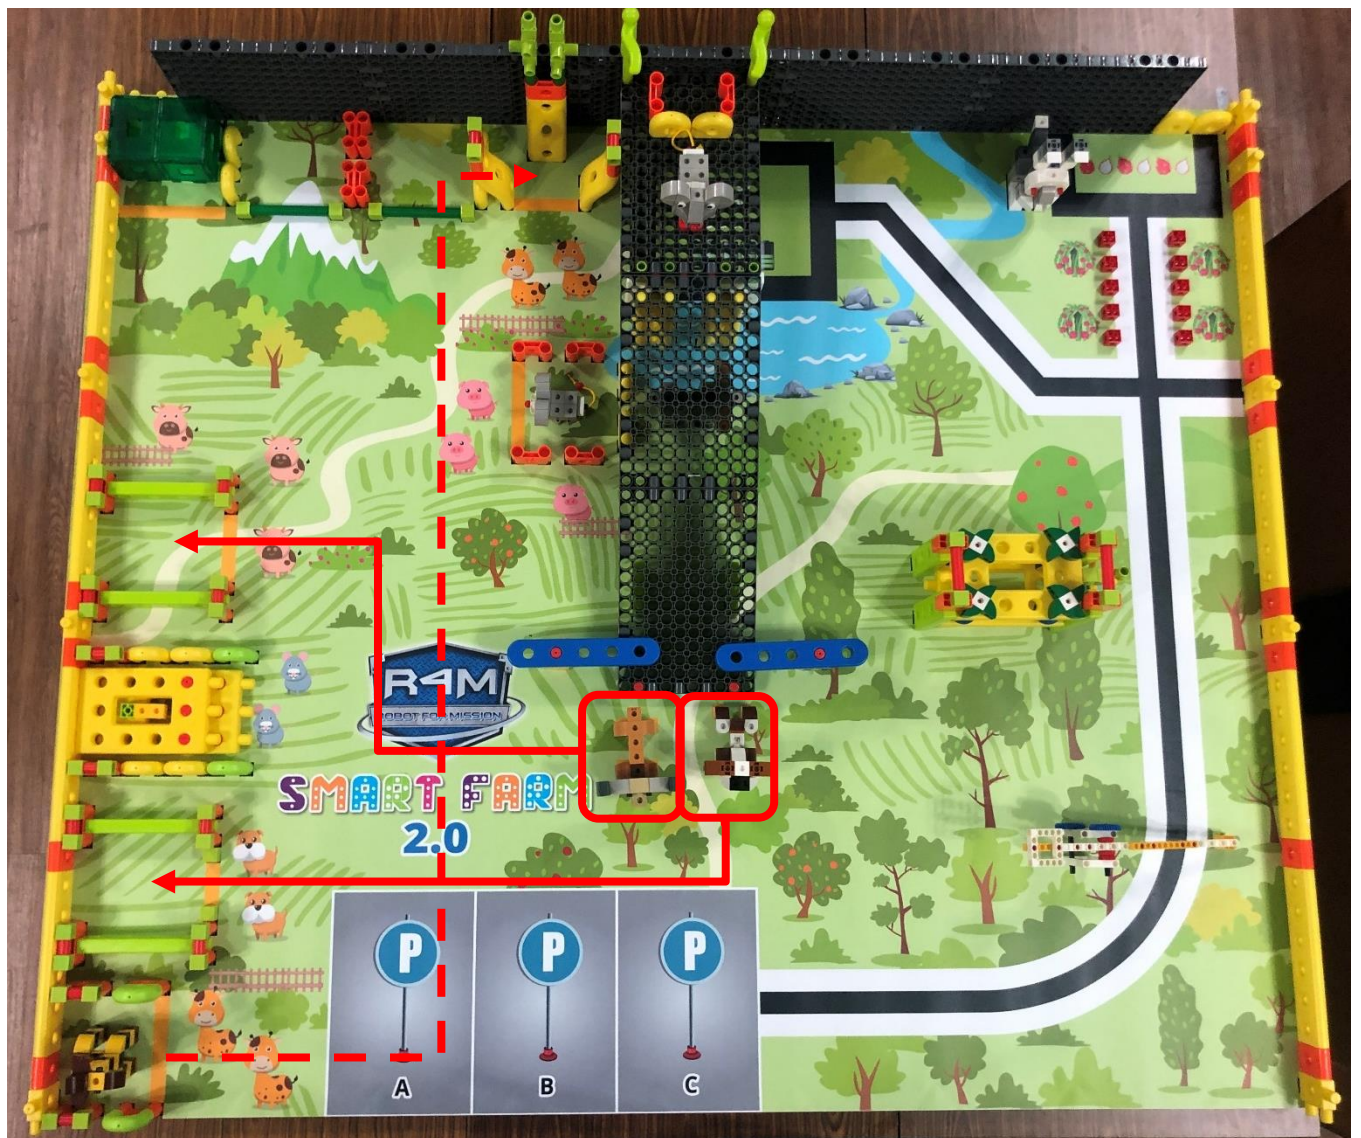 R4M
ROBOT FOR MISSION
SMART FARM
2.0
P P P
A B C